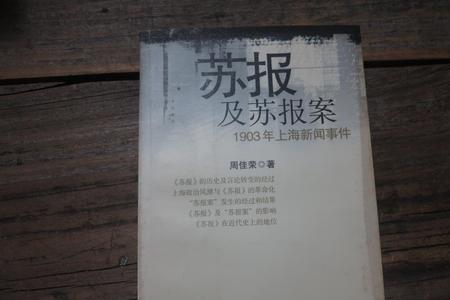 苏报
及苏报案
1903年上海新闻事件
周佳荣◎著
《苏报》的历史及言论转变的经过
上海政治风潮与《苏报》的革命化
“苏报案”发生的经过和结果
《苏报》及“苏报案”的影响
《苏报》在近代史上的地位